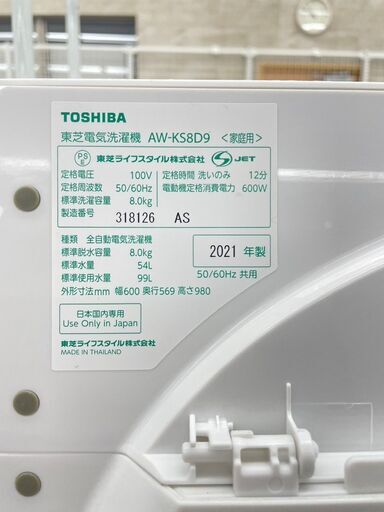 TOSHIBA
東芝電気洗濯機 AW-KS8D9 <家庭用>
PS E 東芝ライフスタイル株式会社 S JET
定格電圧 100V 定格時間 洗いのみ 12分
定格周波数 50/60Hz 電動機定格消費電力 600W
標準洗濯容量 8.0kg
製造番号 318126 AS
種類 全自動電気洗濯機
標準脱水容量 8.0kg 2021 年製
標準水量 54L 50/60Hz 共用
標準使用水量 99L
外形寸法mm 幅600 奥行569 高さ980
日本国内専用
Use Only in Japan
東芝ライフスタイル株式会社
MADE IN THAILAND